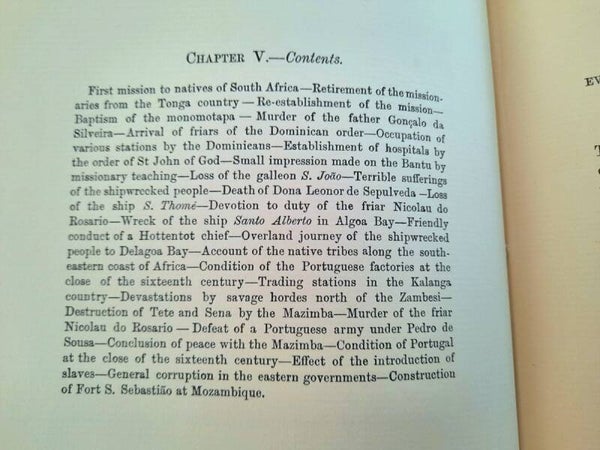 CHAPTER V.—Contents.
First mission to natives of South Africa—Retirement of the mission-
aries from the Tonga country—Re-establishment of the mission—
Baptism of the monomotapa—Murder of the father Gonçalo da
Silveira—Arrival of friars of the Dominican order—Occupation of
various stations by the Dominicans—Establishment of hospitals by
the order of St John of God—Small impression made on the Bantu by
missionary teaching—Loss of the galleon S. João—Terrible sufferings
of the shipwrecked people—Death of Dona Leonor de Sepulveda—Loss
of the ship S. Thomé—Devotion to duty of the friar Nicolau do
Rosario—Wreck of the ship Santo Alberto in Algoa Bay—Friendly
conduct of a Hottentot chief—Overland journey of the shipwrecked
people to Delagoa Bay—Account of the native tribes along the south-
eastern coast of Africa—Condition of the Portuguese factories at the
close of the sixteenth century—Trading stations in the Kalanga
country—Devastations by savage hordes north of the Zambesi—
Destruction of Tete and Sena by the Mazimba—Murder of the friar
Nicolau do Rosario—Defeat of a Portuguese army under Pedro de
Sousa—Conclusion of peace with the Mazimba—Condition of Portugal
at the close of the sixteenth century—Effect of the introduction of
slaves—General corruption in the eastern governments—Construction
of Fort S. Sebastião at Mozambique.
EV